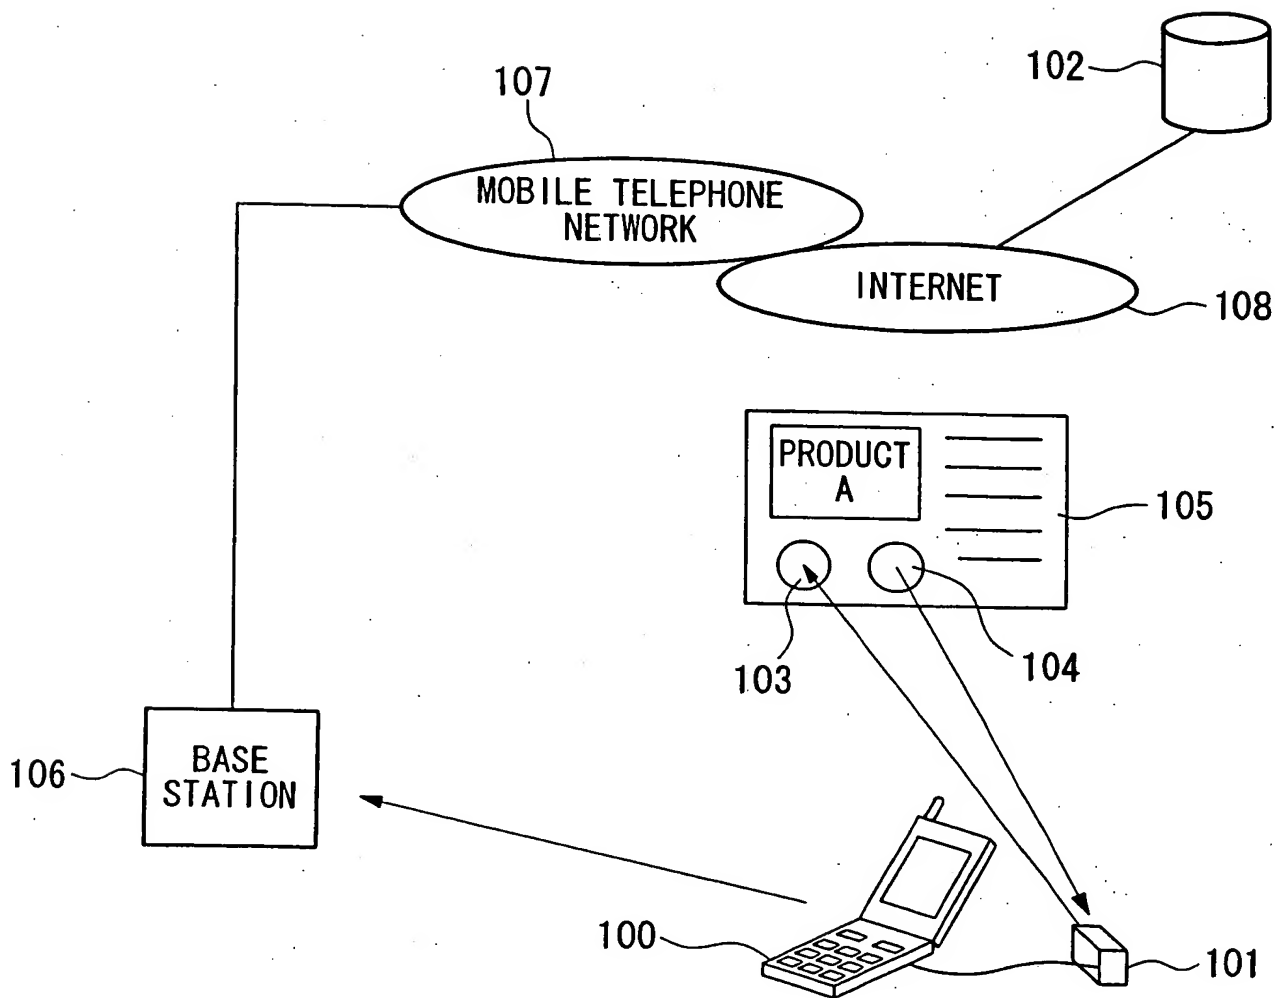 102
107
MOBILE TELEPHONE
NETWORK
INTERNET
108
PRODUCT
A
105
103
104
106
BASE
STATION
100
101